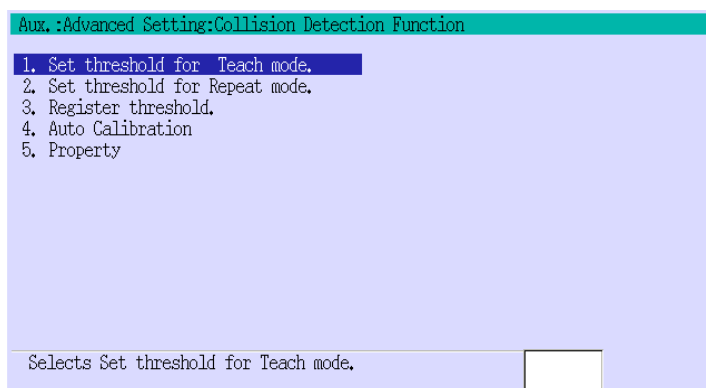 Aux.:Advanced Setting:Collision Detection Function
1. Set threshold for Teach mode.
2. Set threshold for Repeat mode.
3. Register threshold.
4. Auto Calibration
5. Property
Selects Set threshold for Teach mode.